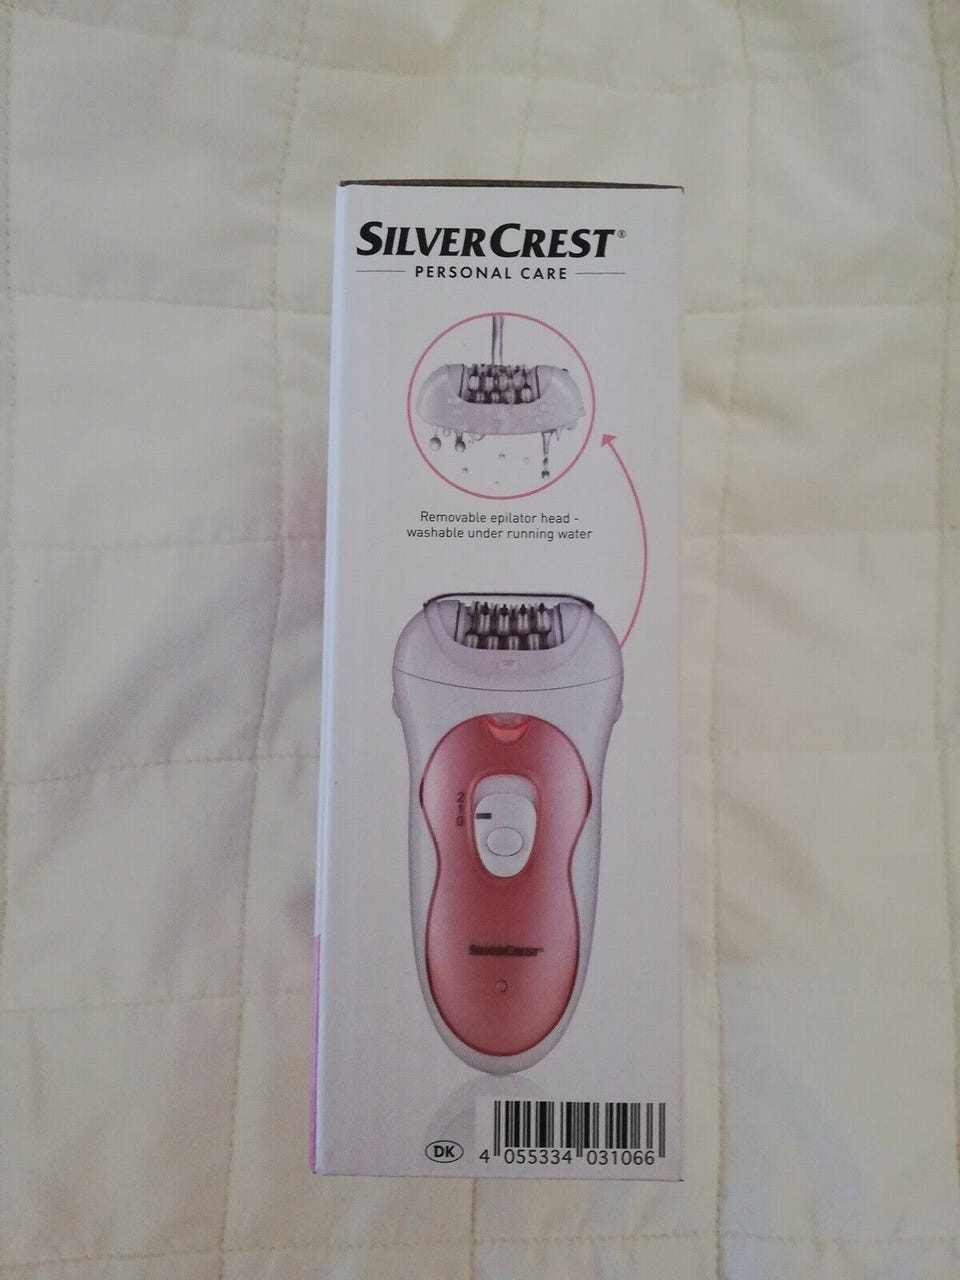 SILVERCREST®
PERSONAL CARE
Removable epilator head -
washable under running water
2
1
0
SILVERCREST®
DK
4 055334 031066